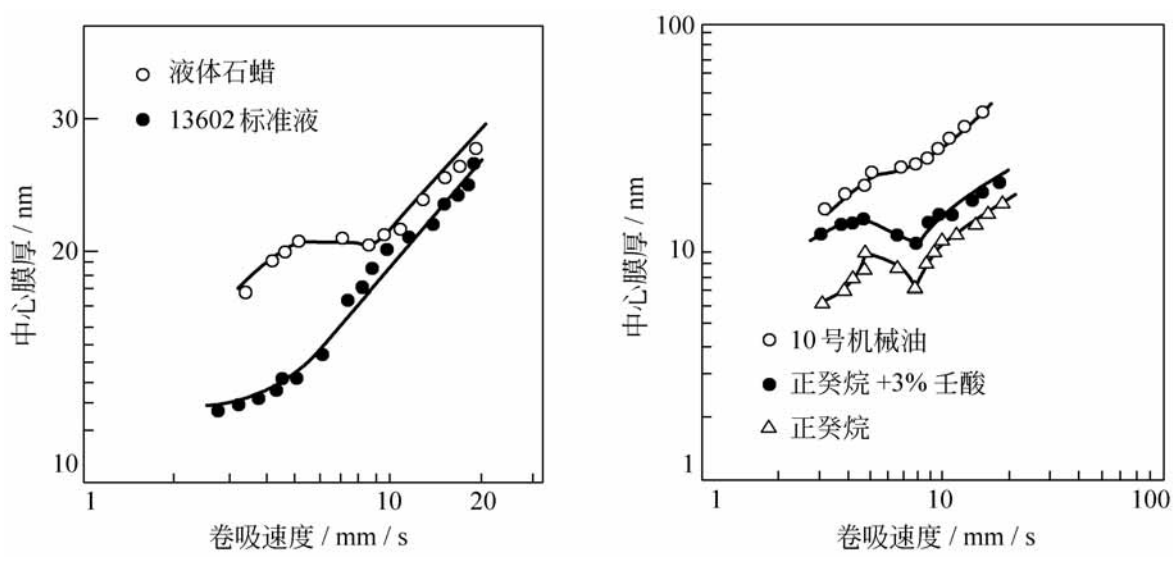 液体石蜡
13602 标准液
30
20
10
1
10
20
中心膜厚 / nm
卷吸速度 / mm / s
100
10
1
1
10
100
10 号机械油
正癸烷 +3% 壬酸
正癸烷
中心膜厚 / nm
卷吸速度 / mm / s